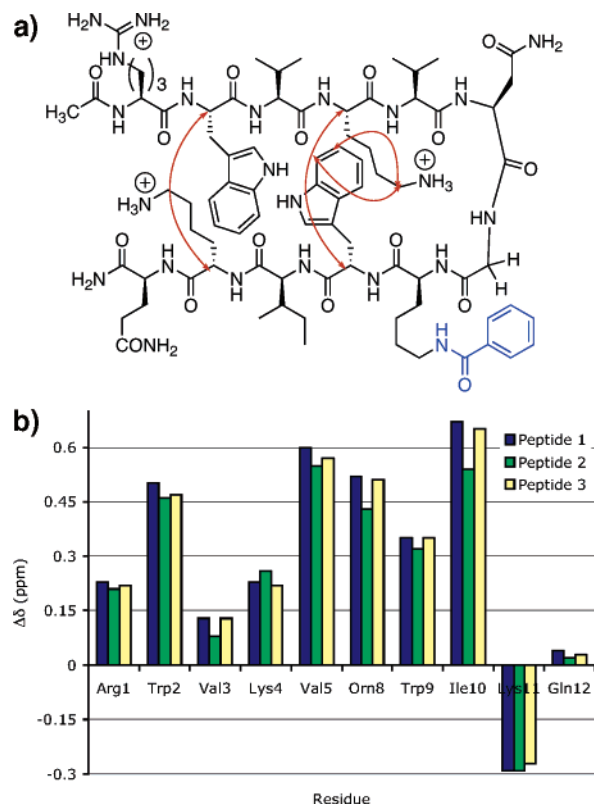 a)
H₂N NH₂
HN ⊕
3
O O O O O NH₂
H₃C N H N H N H N H N H N H
O O O O
NH
⊕ H₃N
HN
⊕ NH₃
O NH
O O O O O
H₂N N H N H N H N H N H
H H
CONH₂
N H
O
b)
Peptide 1
Peptide 2
Peptide 3
0.6
0.45
0.3
0.15
0
-0.15
-0.3
Δδ (ppm)
Arg1 Trp2 Val3 Lys4 Val5 Orn8 Trp9 Ile10 Lys11 Gln12
Residue